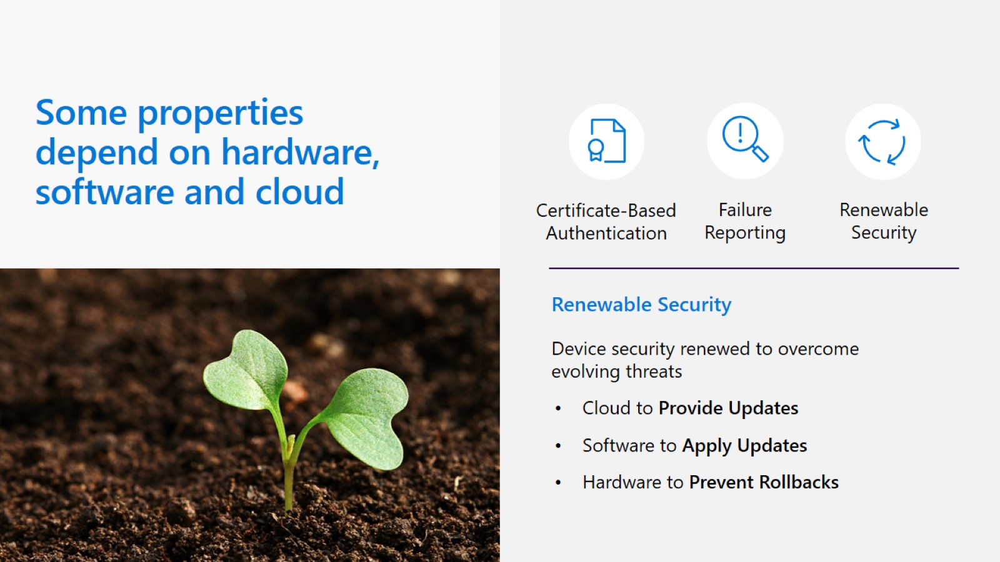 Some properties
depend on hardware,
software and cloud
Certificate-Based
Authentication
Failure
Reporting
Renewable
Security
Renewable Security
Device security renewed to overcome
evolving threats
• Cloud to Provide Updates
• Software to Apply Updates
• Hardware to Prevent Rollbacks